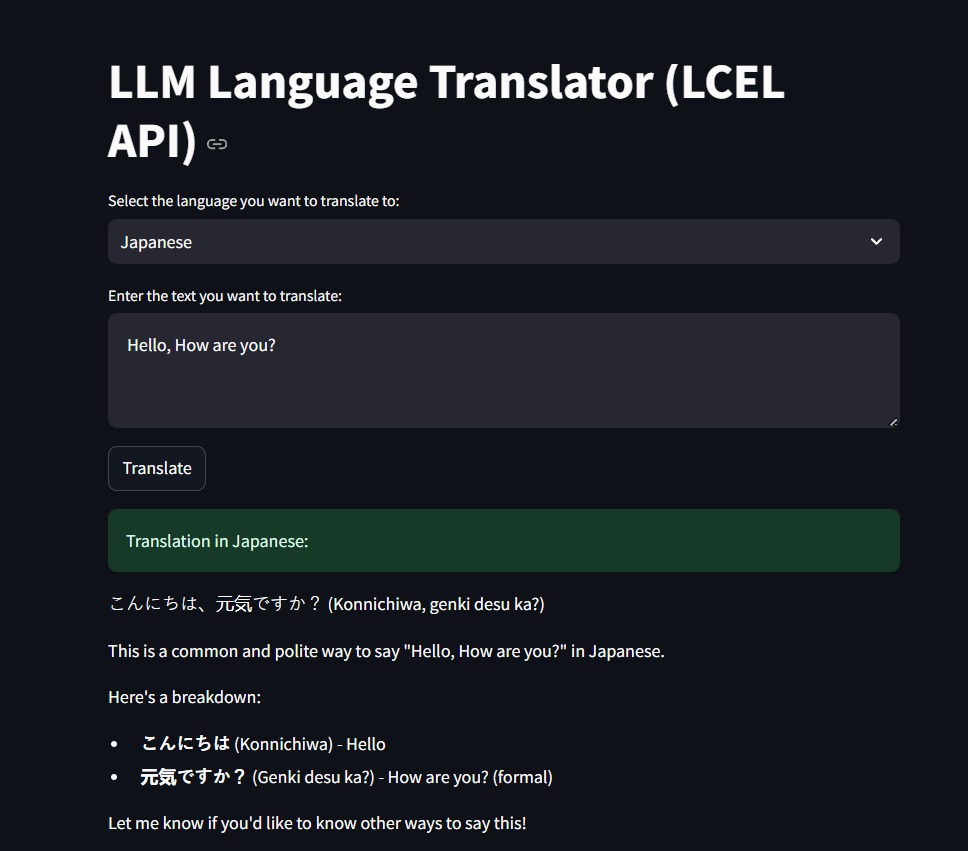 LLM Language Translator (LCEL
API)
Select the language you want to translate to:
Japanese
Enter the text you want to translate:
Hello, How are you?
Translate
Translation in Japanese:
こんにちは、元気ですか？ (Konnichiwa, genki desu ka?)
This is a common and polite way to say "Hello, How are you?" in Japanese.
Here's a breakdown:
• こんにちは (Konnichiwa) - Hello
• 元気ですか？ (Genki desu ka?) - How are you? (formal)
Let me know if you'd like to know other ways to say this!